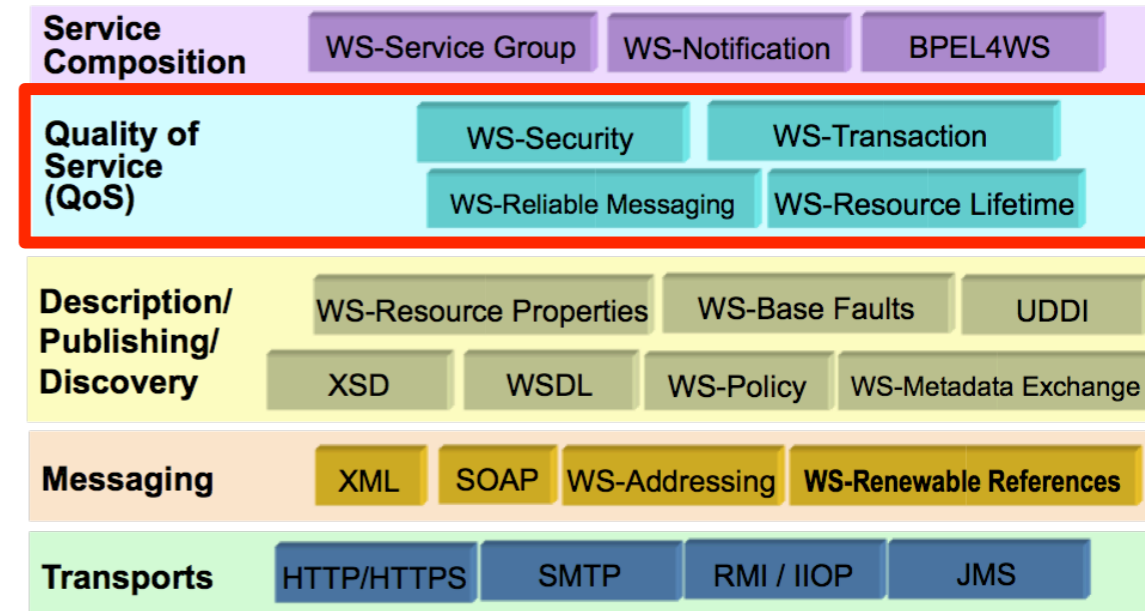 Service
Composition
WS-Service Group
WS-Notification
BPEL4WS
Quality of
Service
(QoS)
WS-Security
WS-Transaction
WS-Reliable Messaging
WS-Resource Lifetime
Description/
Publishing/
Discovery
WS-Resource Properties
WS-Base Faults
UDDI
XSD
WSDL
WS-Policy
WS-Metadata Exchange
Messaging
XML
SOAP
WS-Addressing
WS-Renewable References
Transports
HTTP/HTTPS
SMTP
RMI / IIOP
JMS